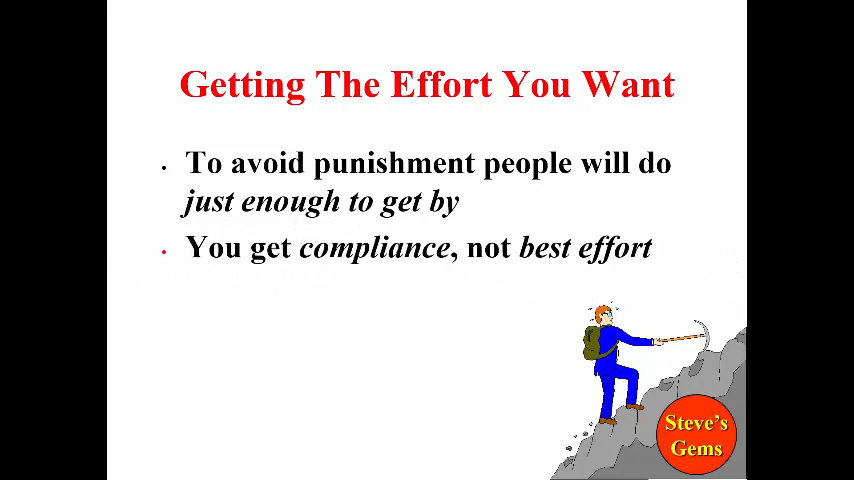 Getting The Effort You Want
• To avoid punishment people will do
just enough to get by
• You get compliance, not best effort
Steve's
Gems